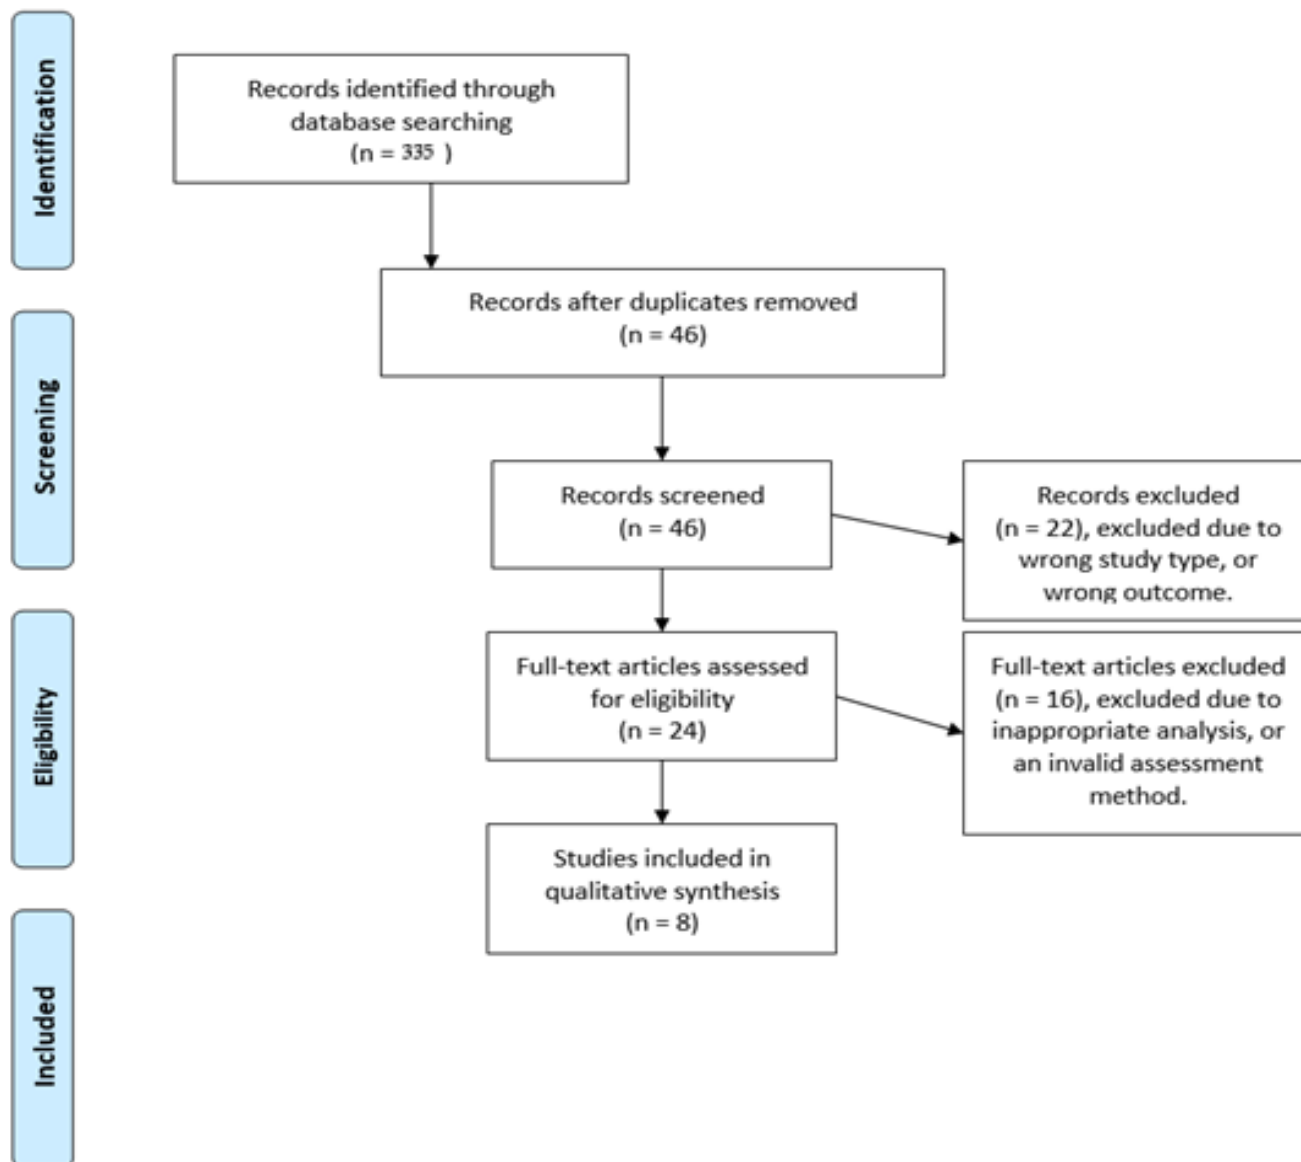 Identification
Records identified through
database searching
(n = 335 )
Records after duplicates removed
(n = 46)
Screening
Records screened
(n = 46)
Records excluded
(n = 22), excluded due to
wrong study type, or
wrong outcome.
Eligibility
Full-text articles assessed
for eligibility
(n = 24)
Full-text articles excluded
(n = 16), excluded due to
inappropriate analysis, or
an invalid assessment
method.
Studies included in
qualitative synthesis
(n = 8)
Included